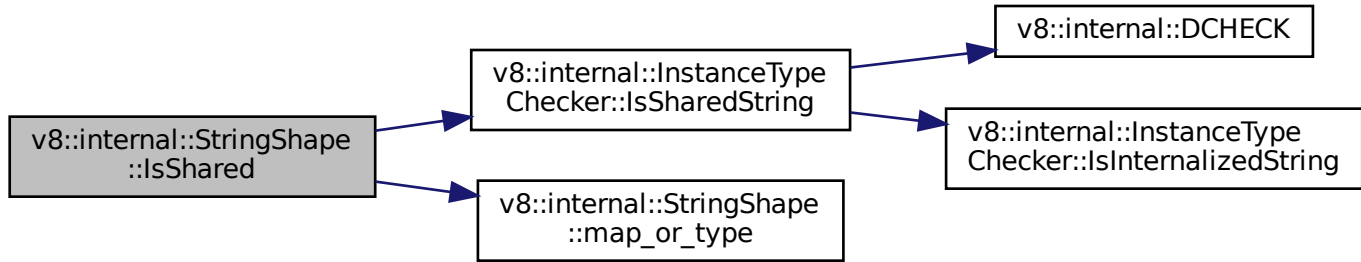 v8::internal::StringShape
::IsShared
v8::internal::InstanceType
Checker::IsSharedString
v8::internal::DCHECK
v8::internal::InstanceType
Checker::IsInternalizedString
v8::internal::StringShape
::map_or_type